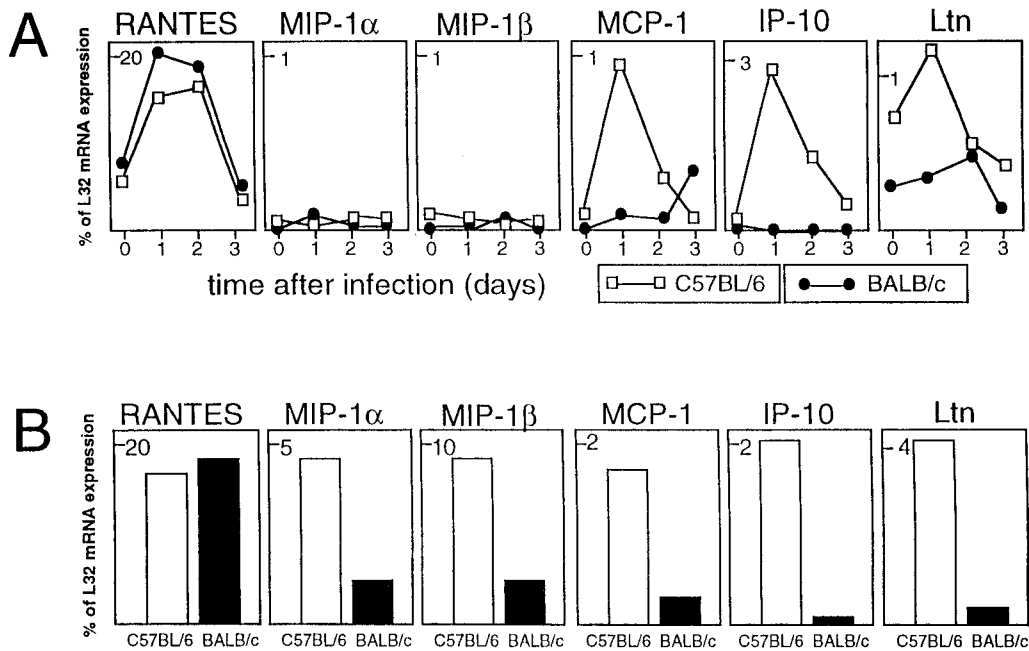 A
RANTES MIP-1α MIP-1β MCP-1 IP-10 Ltn
% of L32 mRNA expression
20 1 1 1 3 1
0 1 2 3 0 1 2 3 0 1 2 3 0 1 2 3 0 1 2 3 0 1 2 3
time after infection (days)
C57BL/6 BALB/c
B
RANTES MIP-1α MIP-1β MCP-1 IP-10 Ltn
% of L32 mRNA expression
20 5 10 2 2 4
C57BL/6 BALB/c C57BL/6 BALB/c C57BL/6 BALB/c C57BL/6 BALB/c C57BL/6 BALB/c C57BL/6 BALB/c